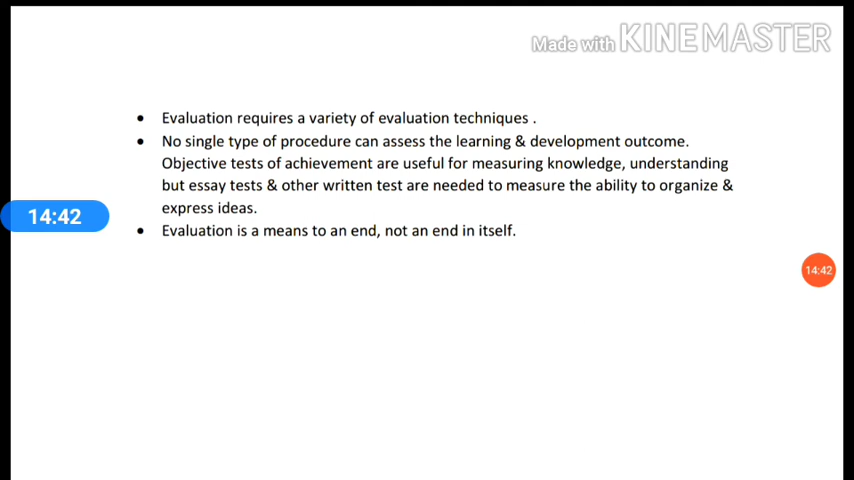 Made with KINEMASTER
• Evaluation requires a variety of evaluation techniques .
• No single type of procedure can assess the learning & development outcome.
Objective tests of achievement are useful for measuring knowledge, understanding
but essay tests & other written test are needed to measure the ability to organize &
express ideas.
14:42
• Evaluation is a means to an end, not an end in itself.
14:42